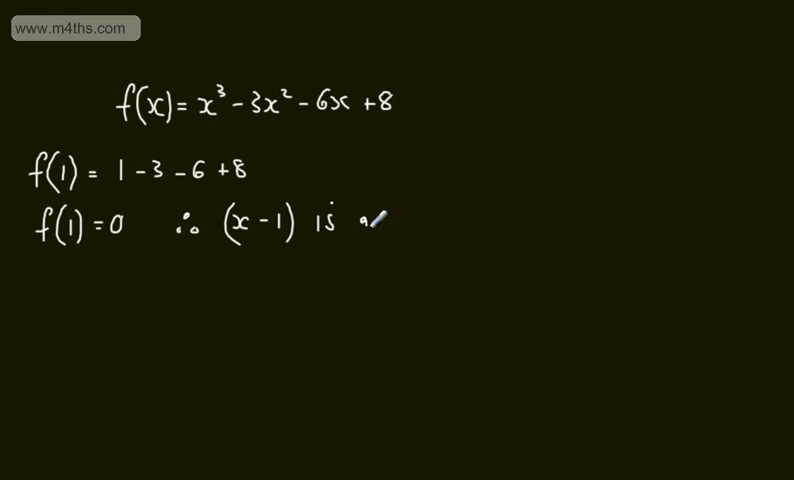 www.m4ths.com
f(x) = x³ - 3x² - 6x + 8
f(1) = 1 - 3 - 6 + 8
f(1) = 0 ∴ (x - 1) is a